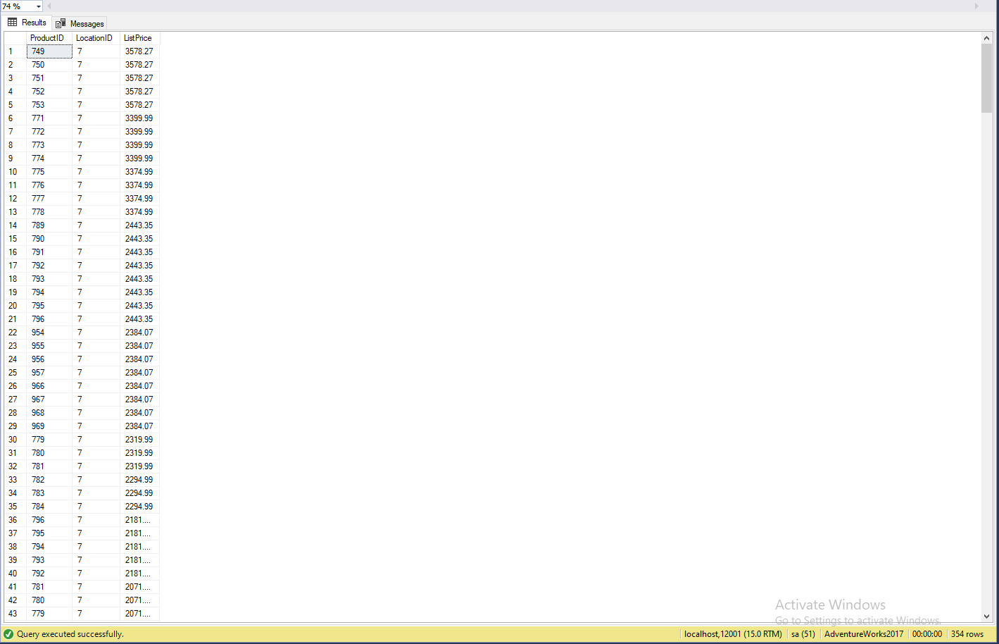 74 %
Results Messages
ProductID LocationID ListPrice
1 749 7 3578.27
2 750 7 3578.27
3 751 7 3578.27
4 752 7 3578.27
5 753 7 3578.27
6 771 7 3399.99
7 772 7 3399.99
8 773 7 3399.99
9 774 7 3399.99
10 775 7 3374.99
11 776 7 3374.99
12 777 7 3374.99
13 778 7 3374.99
14 789 7 2443.35
15 790 7 2443.35
16 791 7 2443.35
17 792 7 2443.35
18 793 7 2443.35
19 794 7 2443.35
20 795 7 2443.35
21 796 7 2443.35
22 954 7 2384.07
23 955 7 2384.07
24 956 7 2384.07
25 957 7 2384.07
26 966 7 2384.07
27 967 7 2384.07
28 968 7 2384.07
29 969 7 2384.07
30 779 7 2319.99
31 780 7 2319.99
32 781 7 2319.99
33 782 7 2294.99
34 783 7 2294.99
35 784 7 2294.99
36 796 7 2181....
37 795 7 2181....
38 794 7 2181....
39 793 7 2181....
40 792 7 2181....
41 781 7 2071....
42 780 7 2071....
43 779 7 2071....
Activate Windows
Go to Settings to activate Windows.
Query executed successfully. localhost,12001 (15.0 RTM) sa (51) AdventureWorks2017 00:00:00 354 rows